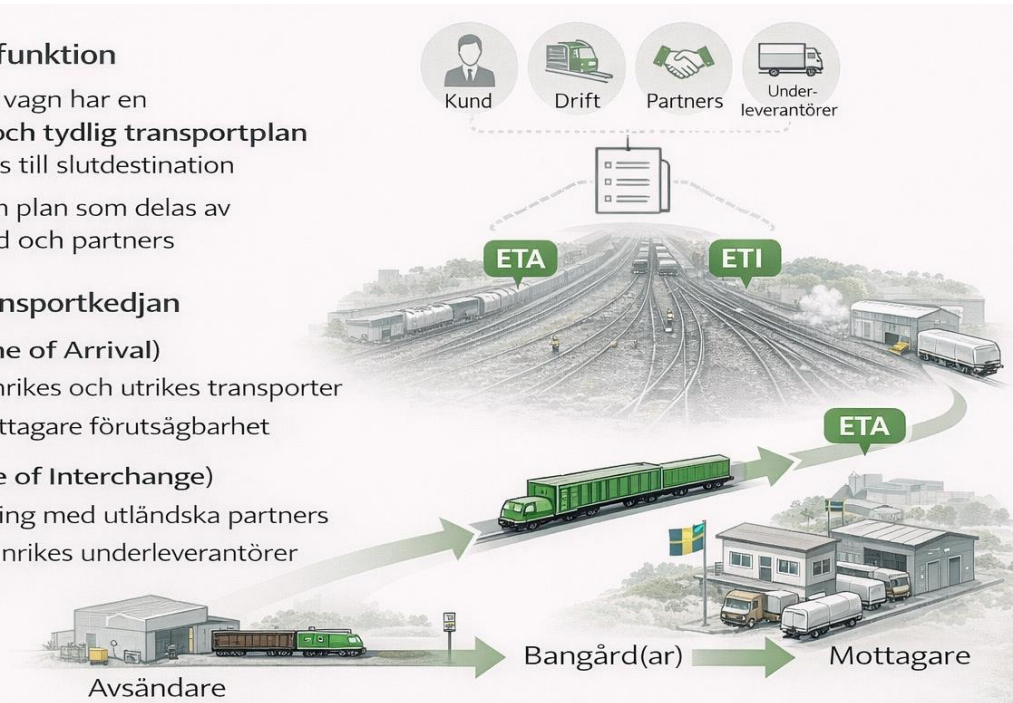 funktion
vagn har en
och tydlig transportplan
s till slutdestination
n plan som delas av
d och partners
nsportkedjan
ne of Arrival)
nrikes och utrikes transporter
ttagare förutsägbarhet
e of Interchange)
ing med utländska partners
nrikes underleverantörer
Kund
Drift
Partners
Under-
leverantörer
ETA
ETI
ETA
Avsändare
Bangård(ar)
Mottagare